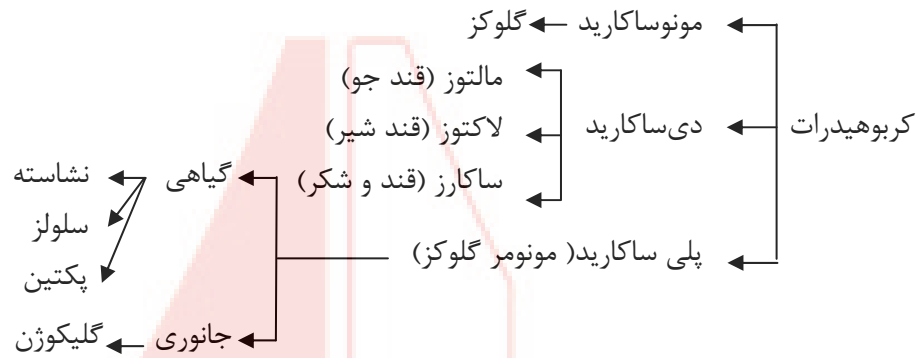 مونوساکارید گلوکز
مالتوز (قند جو)
کربوهیدرات دی‌ساکارید لاکتوز (قند شیر)
ساکارز (قند و شکر) گیاهی نشاسته
سلولز
پلی ساکارید( مونومر گلوکز)
پکتین
جانوری گلیکوژن